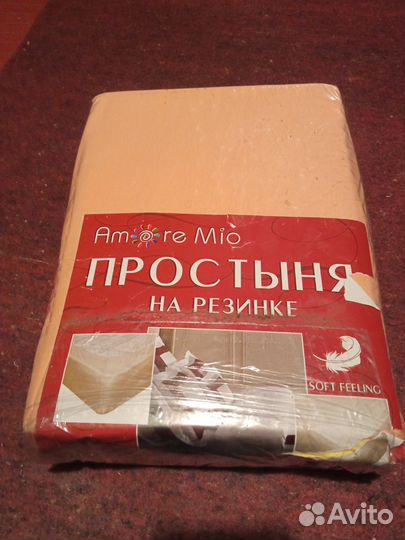 Amore Mio
ПРОСТЫНЯ
НА РЕЗИНКЕ
SOFT FEELING
Avito